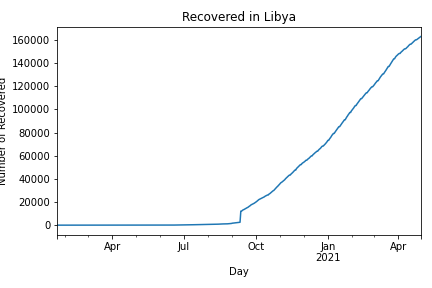 Recovered in Libya
160000
140000
120000
100000
80000
60000
40000
20000
0
Number of Recovered
Apr
Jul
Oct
Jan
2021
Apr
Day